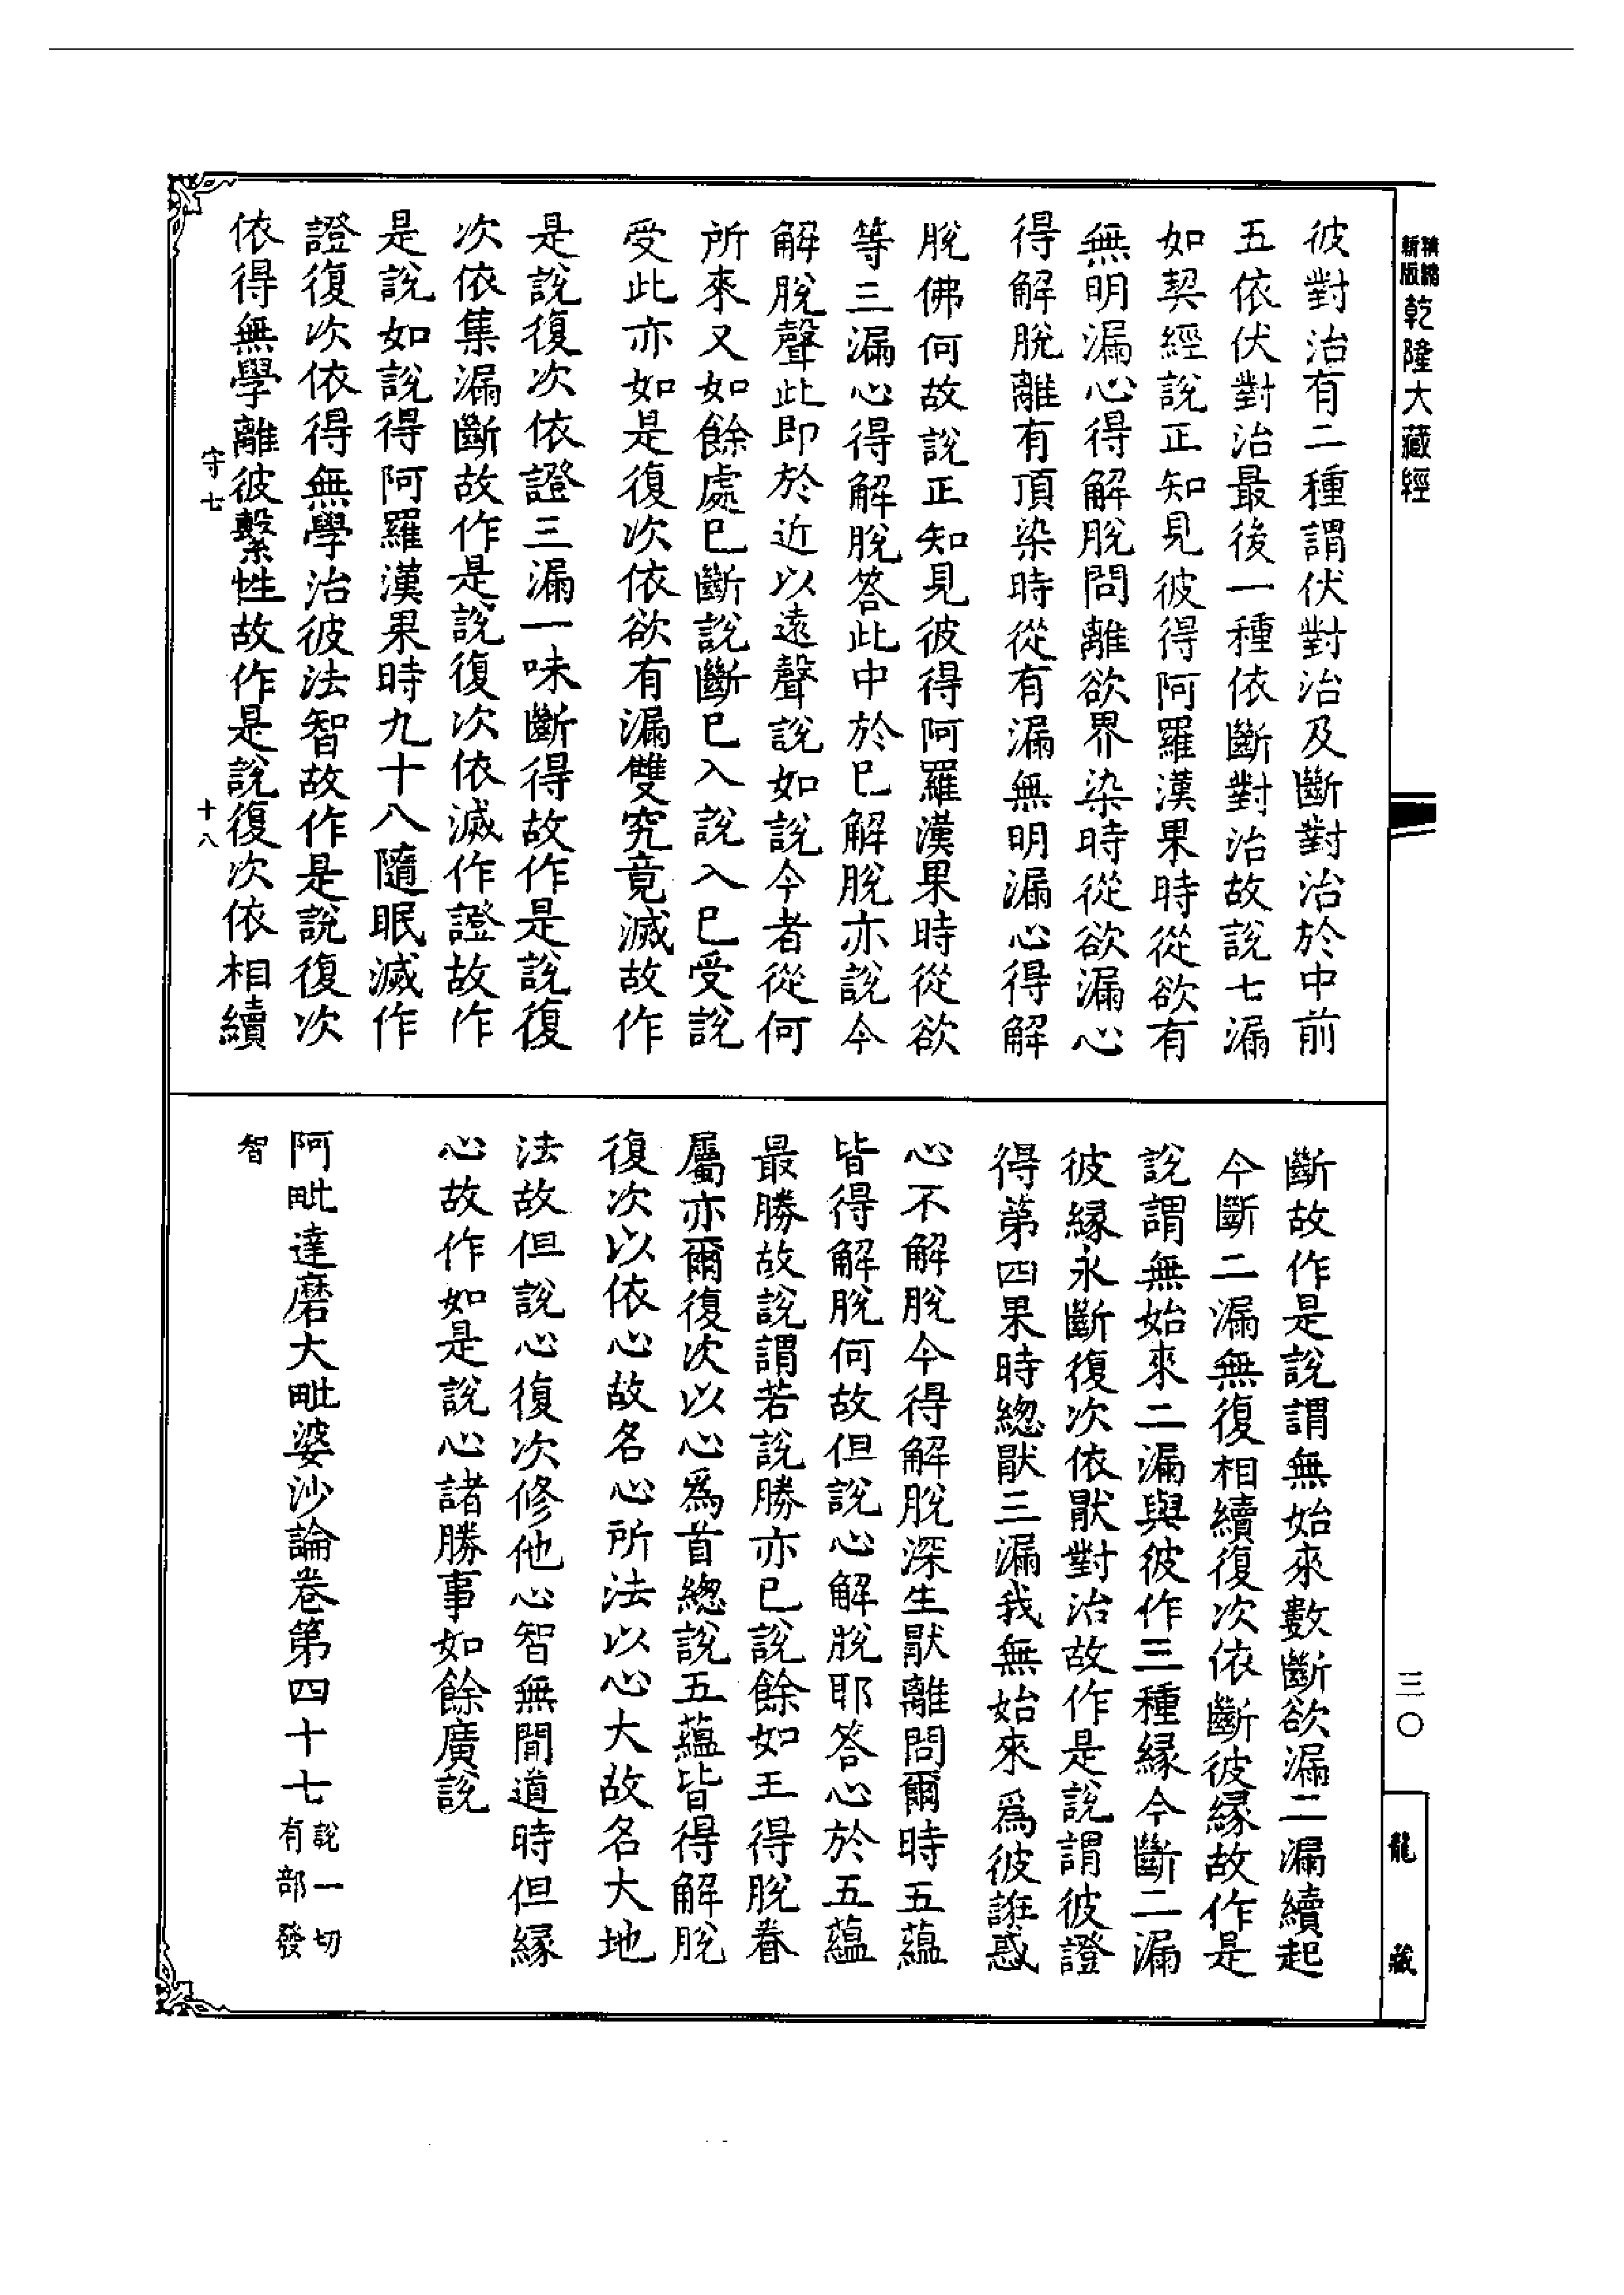 精縮新版乾隆大藏經
彼對治有二種謂伏對治及斷對治於中前
五依伏對治最後一種依斷對治故說七漏
如契經說正知見彼得阿羅漢果時從欲有
無明漏心得解脫問離欲界染時從欲漏心
得解脫離有頂染時從有漏無明漏心得解
脫佛何故說正知見彼得阿羅漢果時從欲
等三漏心得解脫答此中於巳解脫亦說今
解脫聲此即於近以遠聲說如說今者從何
所來又如餘處巳斷說斷巳入說入巳受說
受此亦如是復次依欲有漏雙究竟滅故作
是說復次依證三漏一味斷得故作是說復
次依集漏斷故作是說復次依滅作證故作
是說如說得阿羅漢果時九十八隨眠滅作
證復次依得無學治彼法智故作是說復次
依得無學離彼繫性故作是說復次依相續
守七 十八
斷故作是說謂無始來數斷欲漏二漏續起
今斷二漏無復相續復次依斷彼緣故作是
說謂無始來二漏與彼作三種緣今斷二漏
彼緣永斷復次依猒對治故作是說謂彼證
得第四果時總猒三漏我無始來為彼誑惑
心不解脫今得解脫深生猒離問爾時五蘊
皆得解脫何故但說心解脫耶答心於五蘊
最勝故說謂若說勝亦巳說餘如王得脫眷
屬亦爾復次以心為首總說五蘊皆得解脫
復次以依心故名心所法以心大故名大地
法故但說心復次修他心智無間道時但緣
心故作如是說心諸勝事如餘廣說
阿毗達磨大毗婆沙論卷第四十七說一切有部發
智
三〇
龍藏